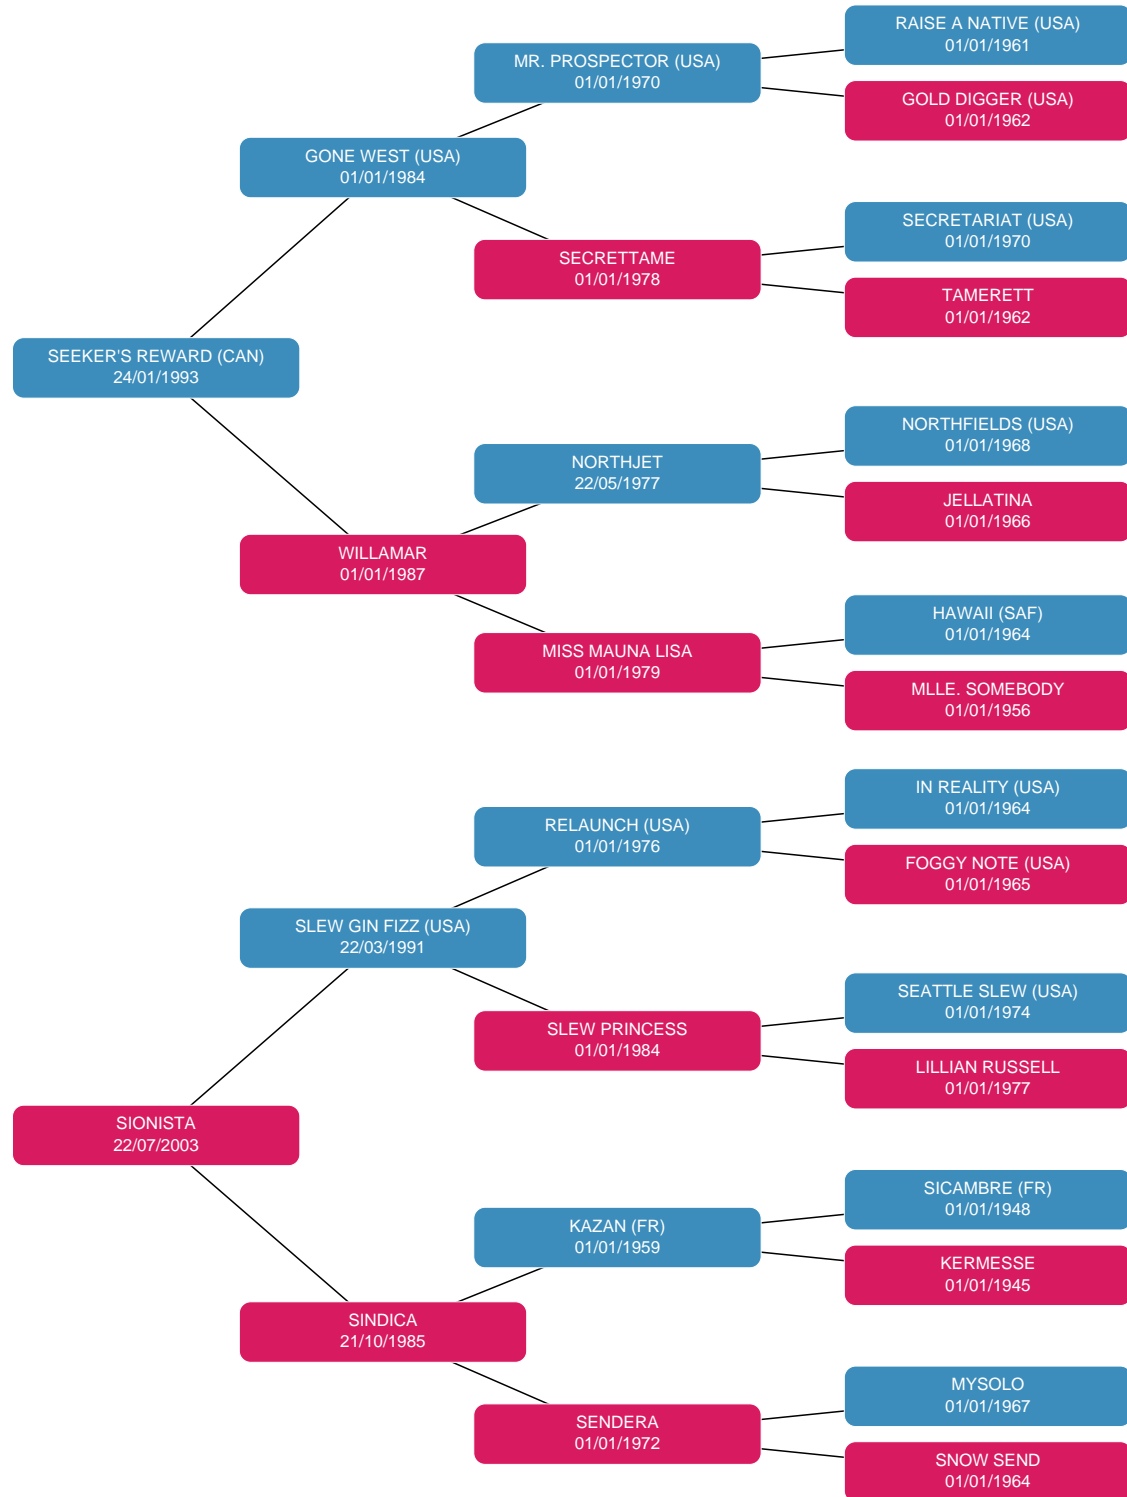 RAISE A NATIVE (USA)
01/01/1961
MR. PROSPECTOR (USA)
01/01/1970
GOLD DIGGER (USA)
01/01/1962
GONE WEST (USA)
01/01/1984
SECRETARIAT (USA)
01/01/1970
SECRETTAME
01/01/1978
TAMERETT
01/01/1962
SEEKER'S REWARD (CAN)
24/01/1993
NORTHFIELDS (USA)
01/01/1968
NORTHJET
22/05/1977
JELLATINA
01/01/1966
WILLAMAR
01/01/1987
HAWAII (SAF)
01/01/1964
MISS MAUNA LISA
01/01/1979
MLLE. SOMEBODY
01/01/1956
IN REALITY (USA)
01/01/1964
RELAUNCH (USA)
01/01/1976
FOGGY NOTE (USA)
01/01/1965
SLEW GIN FIZZ (USA)
22/03/1991
SEATTLE SLEW (USA)
01/01/1974
SLEW PRINCESS
01/01/1984
LILLIAN RUSSELL
01/01/1977
SIONISTA
22/07/2003
SICAMBRE (FR)
01/01/1948
KAZAN (FR)
01/01/1959
KERMESSE
01/01/1945
SINDICA
21/10/1985
MYSOLO
01/01/1967
SENDERA
01/01/1972
SNOW SEND
01/01/1964